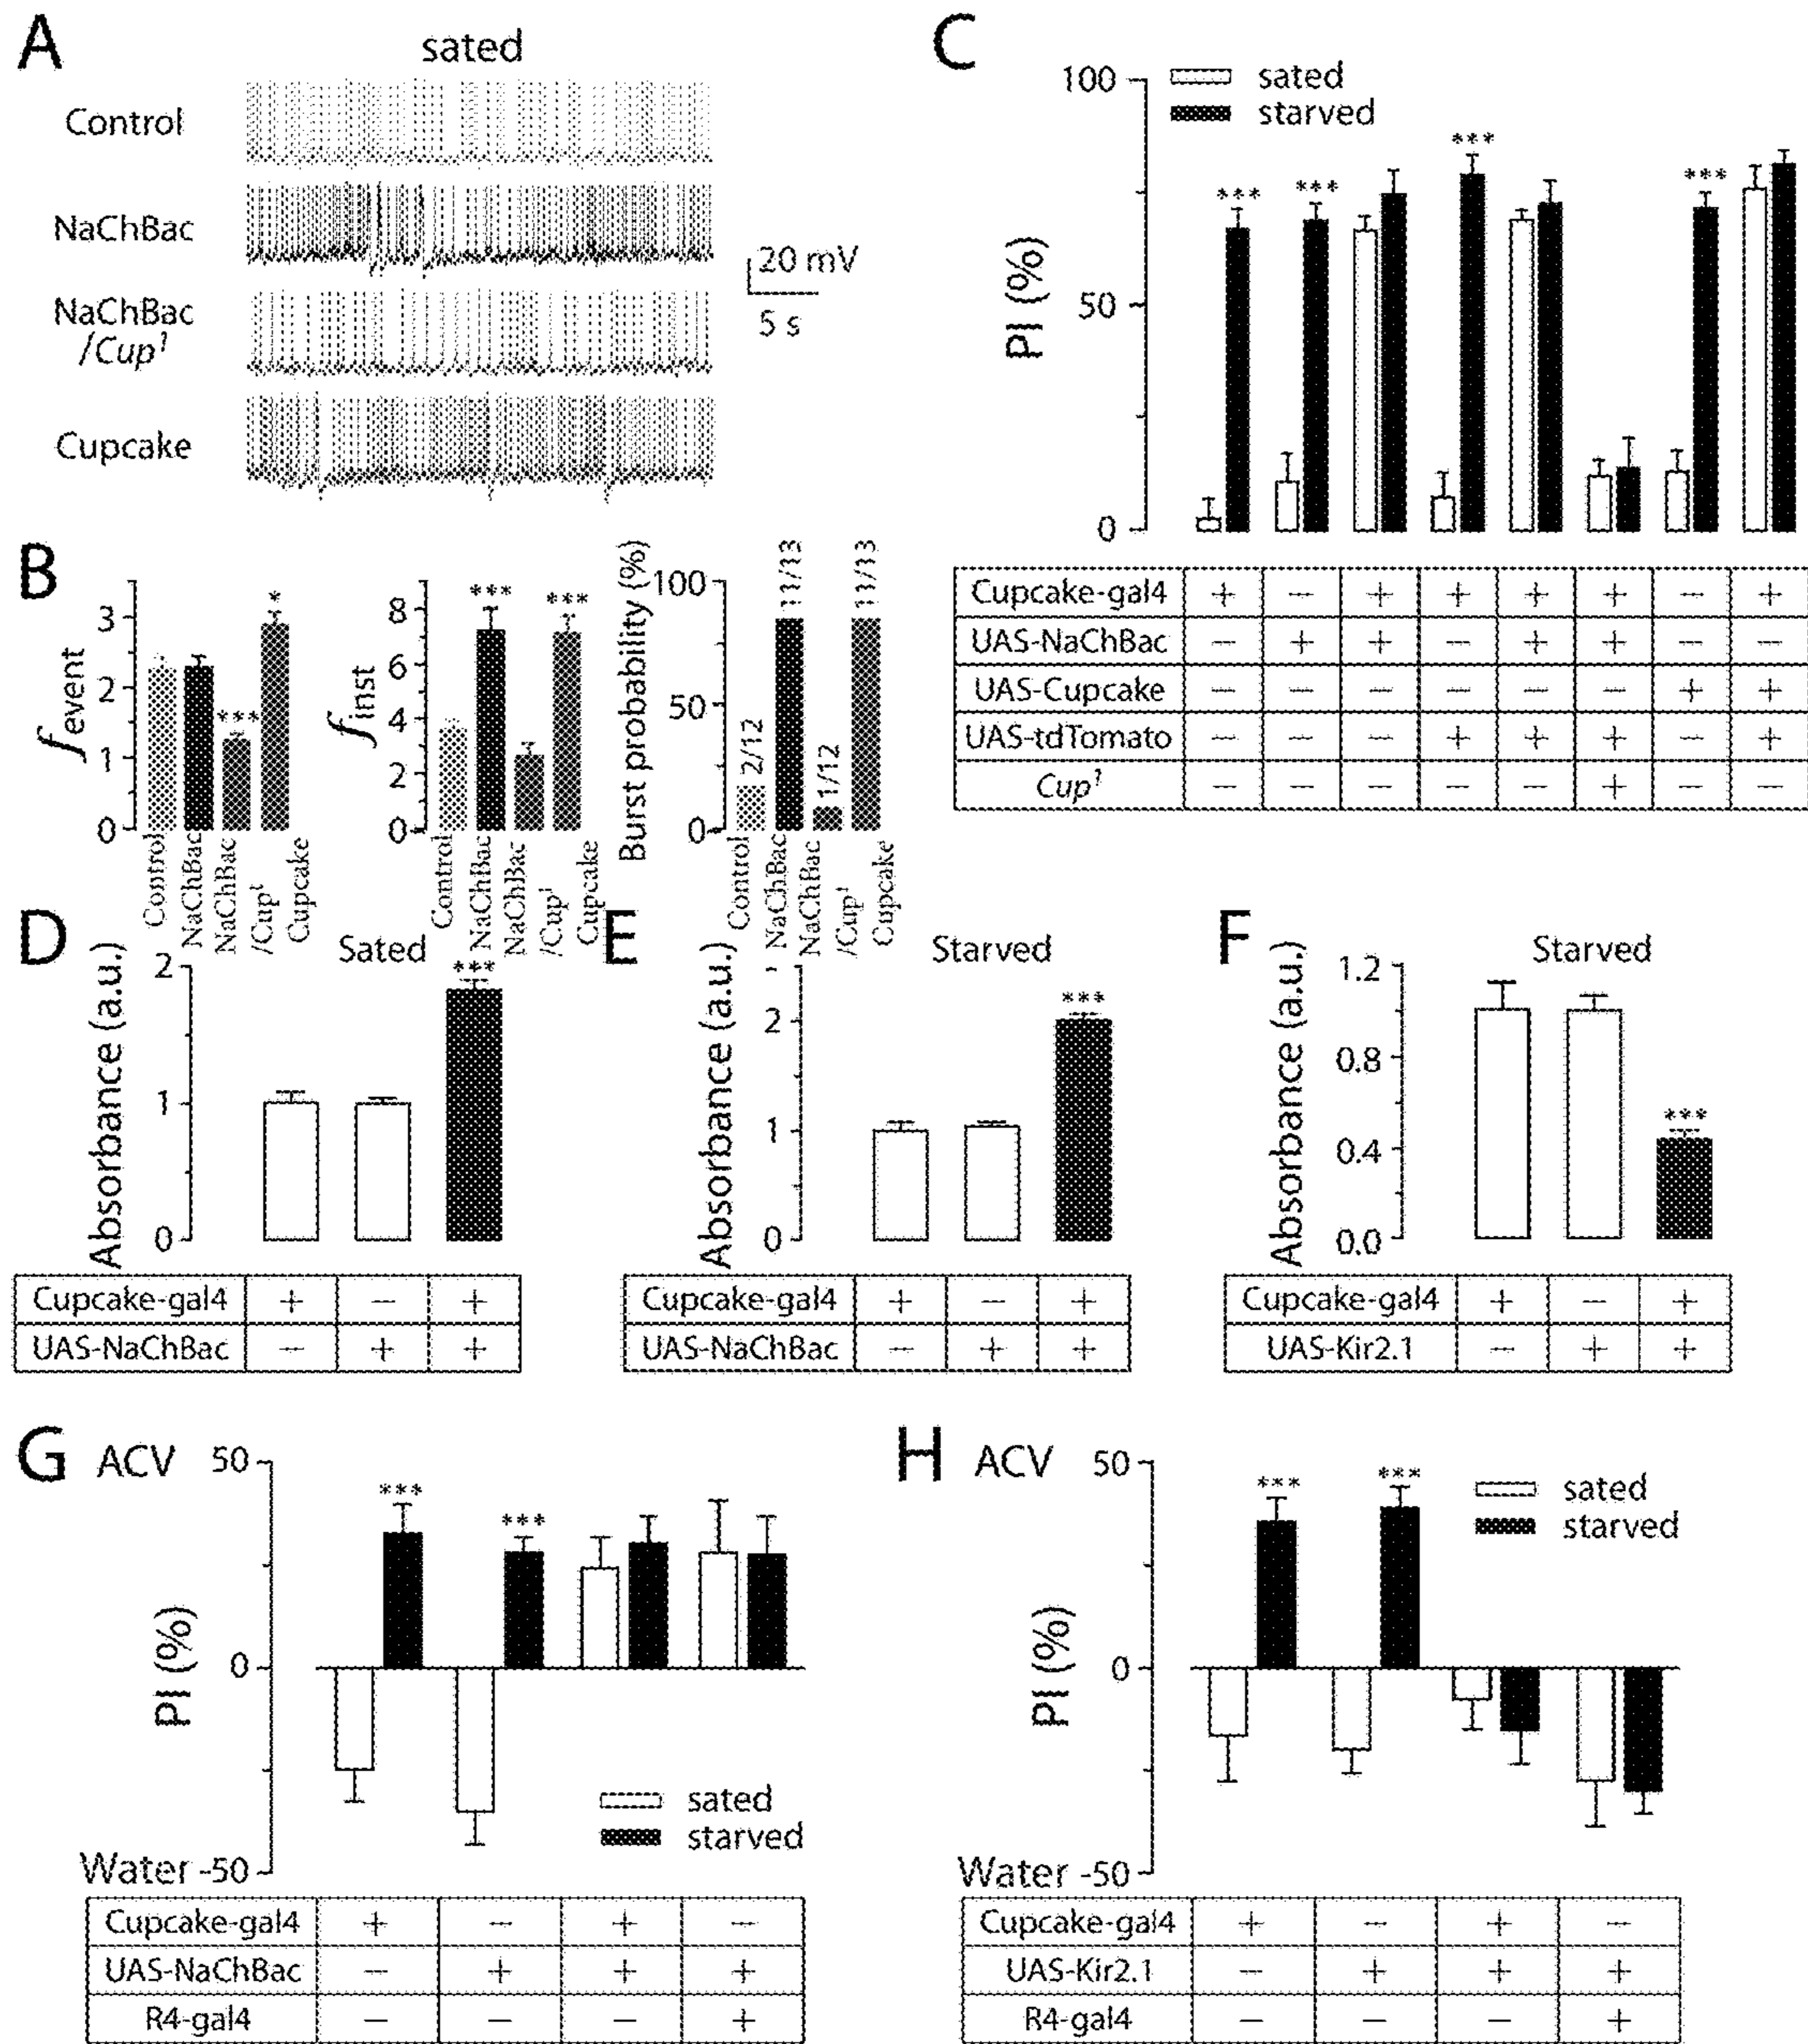 A
sated
Control
NaChBac
NaChBac
/Cup¹
Cupcake
20 mV
5 s
B
f event
3
2
1
0
*
***
Control
NaChBac
NaChBac
/Cup¹
Cupcake
f inst
8
6
4
2
0
***
***
Control
NaChBac
NaChBac
/Cup¹
Cupcake
Burst probability (%)
100
50
0
2/12
11/13
1/12
11/13
Control
NaChBac
NaChBac
/Cup¹
Cupcake
C
sated
starved
PI (%)
100
50
0
*** *** *** ***
Cupcake-gal4 + − + + + + − +
UAS-NaChBac − + + − + + − −
UAS-Cupcake − − − − − − + +
UAS-tdTomato − − − + + + − +
Cup¹ − − − − − + − −
D
Sated
Absorbance (a.u.)
2
1
0
***
Cupcake-gal4 + − +
UAS-NaChBac − + +
E
Starved
Absorbance (a.u.)
2
1
0
***
Cupcake-gal4 + − +
UAS-NaChBac − + +
F
Starved
Absorbance (a.u.)
1.2
0.8
0.4
0.0
***
Cupcake-gal4 + − +
UAS-Kir2.1 − + +
G
ACV 50
PI (%)
0
Water -50
*** ***
sated
starved
Cupcake-gal4 + − + −
UAS-NaChBac − + + +
R4-gal4 − − − +
H
ACV 50
PI (%)
0
Water -50
*** ***
sated
starved
Cupcake-gal4 + − + −
UAS-Kir2.1 − + + +
R4-gal4 − − − +